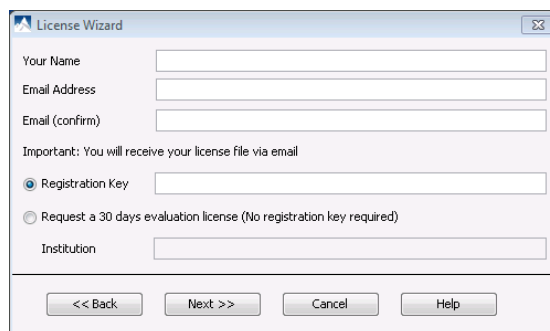 License Wizard
Your Name
Email Address
Email (confirm)
Important: You will receive your license file via email
Registration Key
Request a 30 days evaluation license (No registration key required)
Institution
<< Back Next >> Cancel Help